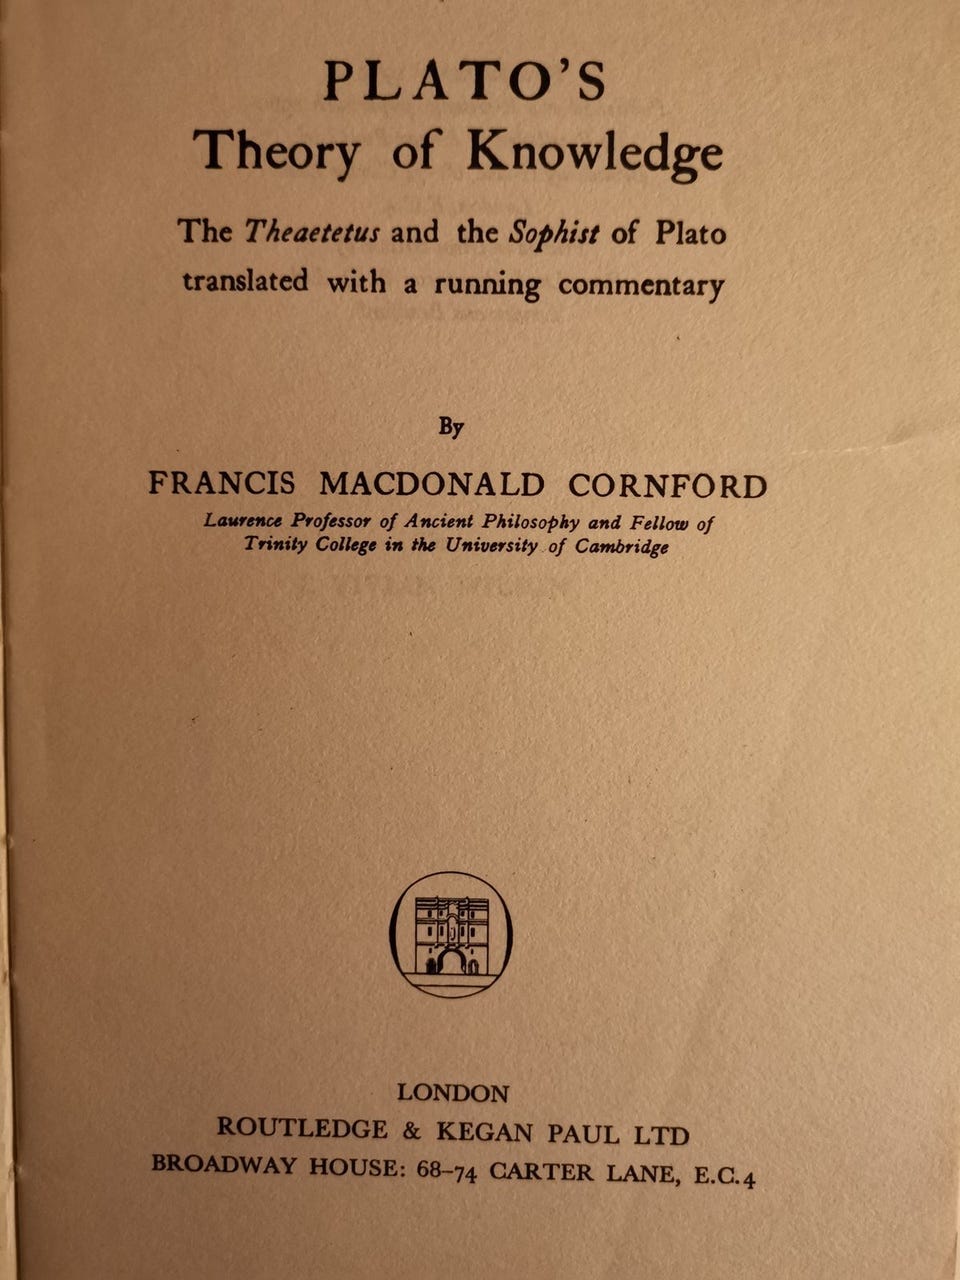 PLATO'S
Theory of Knowledge
The Theaetetus and the Sophist of Plato
translated with a running commentary
By
FRANCIS MACDONALD CORNFORD
Laurence Professor of Ancient Philosophy and Fellow of
Trinity College in the University of Cambridge
LONDON
ROUTLEDGE & KEGAN PAUL LTD
BROADWAY HOUSE: 68–74 CARTER LANE, E.C.4